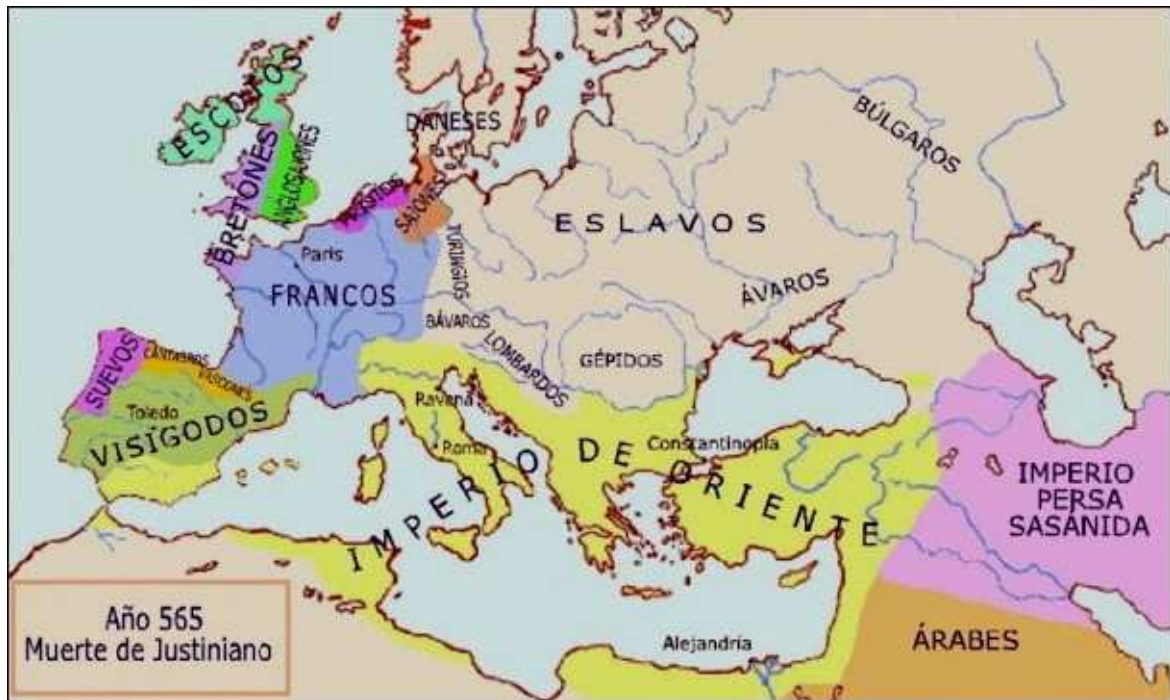 ESCOTOS
BRETONES
ANGLOSAJONES
DANESES
FRISIOS
SAJONES
TURINGIOS
BÚLGAROS
ESLAVOS
ÁVAROS
Paris
FRANCOS
BÁVAROS
LOMBARDOS
GÉPIDOS
SUEVOS
CÁNTABROS
VASCONES
Toledo
VISIGODOS
Ravena
Roma
Constantinopla
IMPERIO DE ORIENTE
IMPERIO
PERSA
SASÁNIDA
Alejandría
ÁRABES
Año 565
Muerte de Justiniano